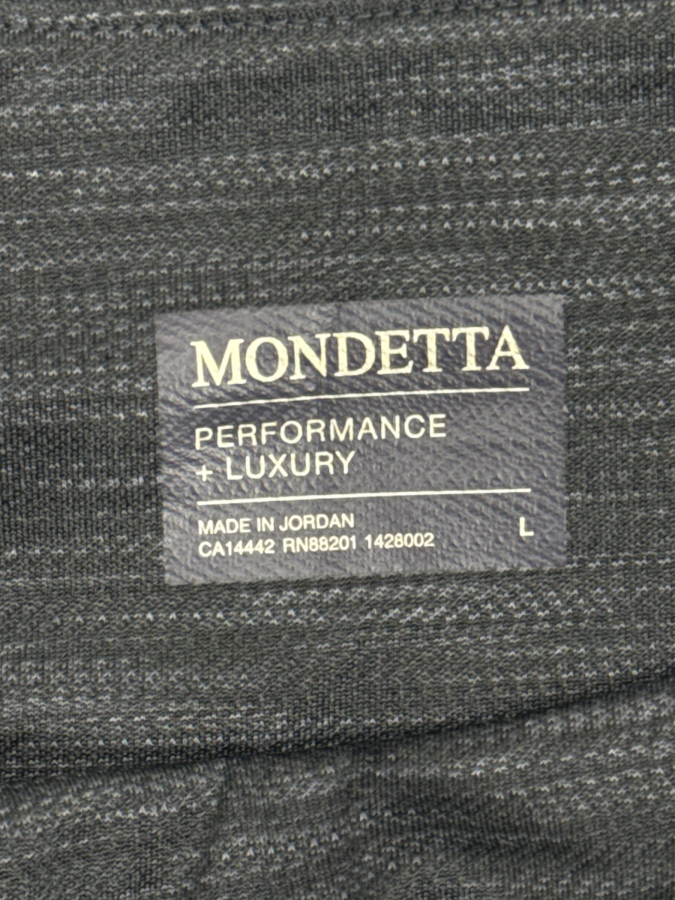 MONDETTA
PERFORMANCE
+ LUXURY
MADE IN JORDAN
CA14442 RN88201 1428002 L